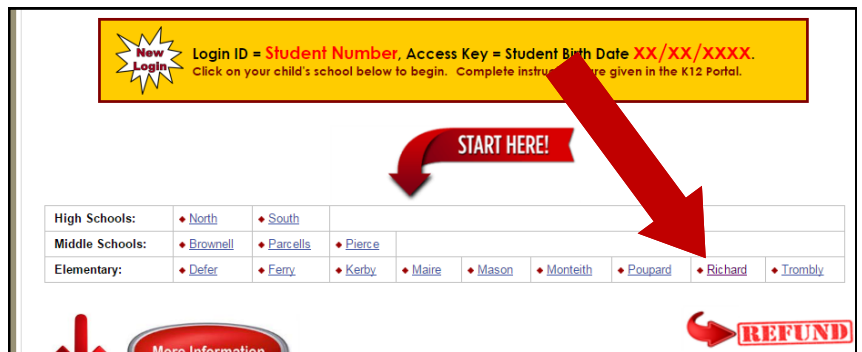 New
Login
Login ID = Student Number, Access Key = Student Birth Date XX/XX/XXXX.
Click on your child's school below to begin. Complete are given in the K12 Portal.
START HERE!
High Schools: North South
Middle Schools: Brownell Parcells Pierce
Elementary: Defer Ferry Kerby Maire Mason Monteith Poupard Richard Trombly
REFUND
More Information